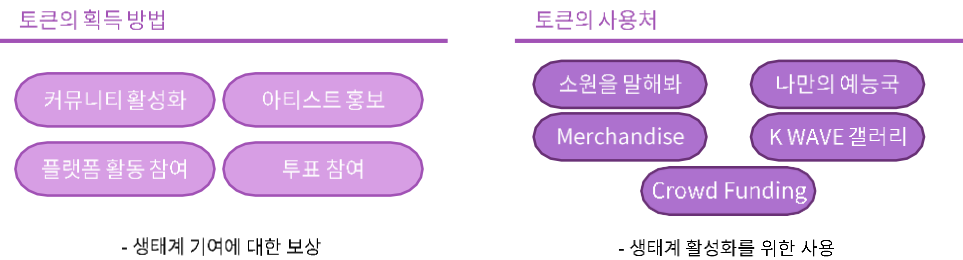 토큰의 획득 방법
커뮤니티 활성화
아티스트 홍보
플랫폼 활동 참여
투표 참여
- 생태계 기여에 대한 보상
토큰의 사용처
소원을 말해봐
나만의 예능국
Merchandise
K WAVE 갤러리
Crowd Funding
- 생태계 활성화를 위한 사용